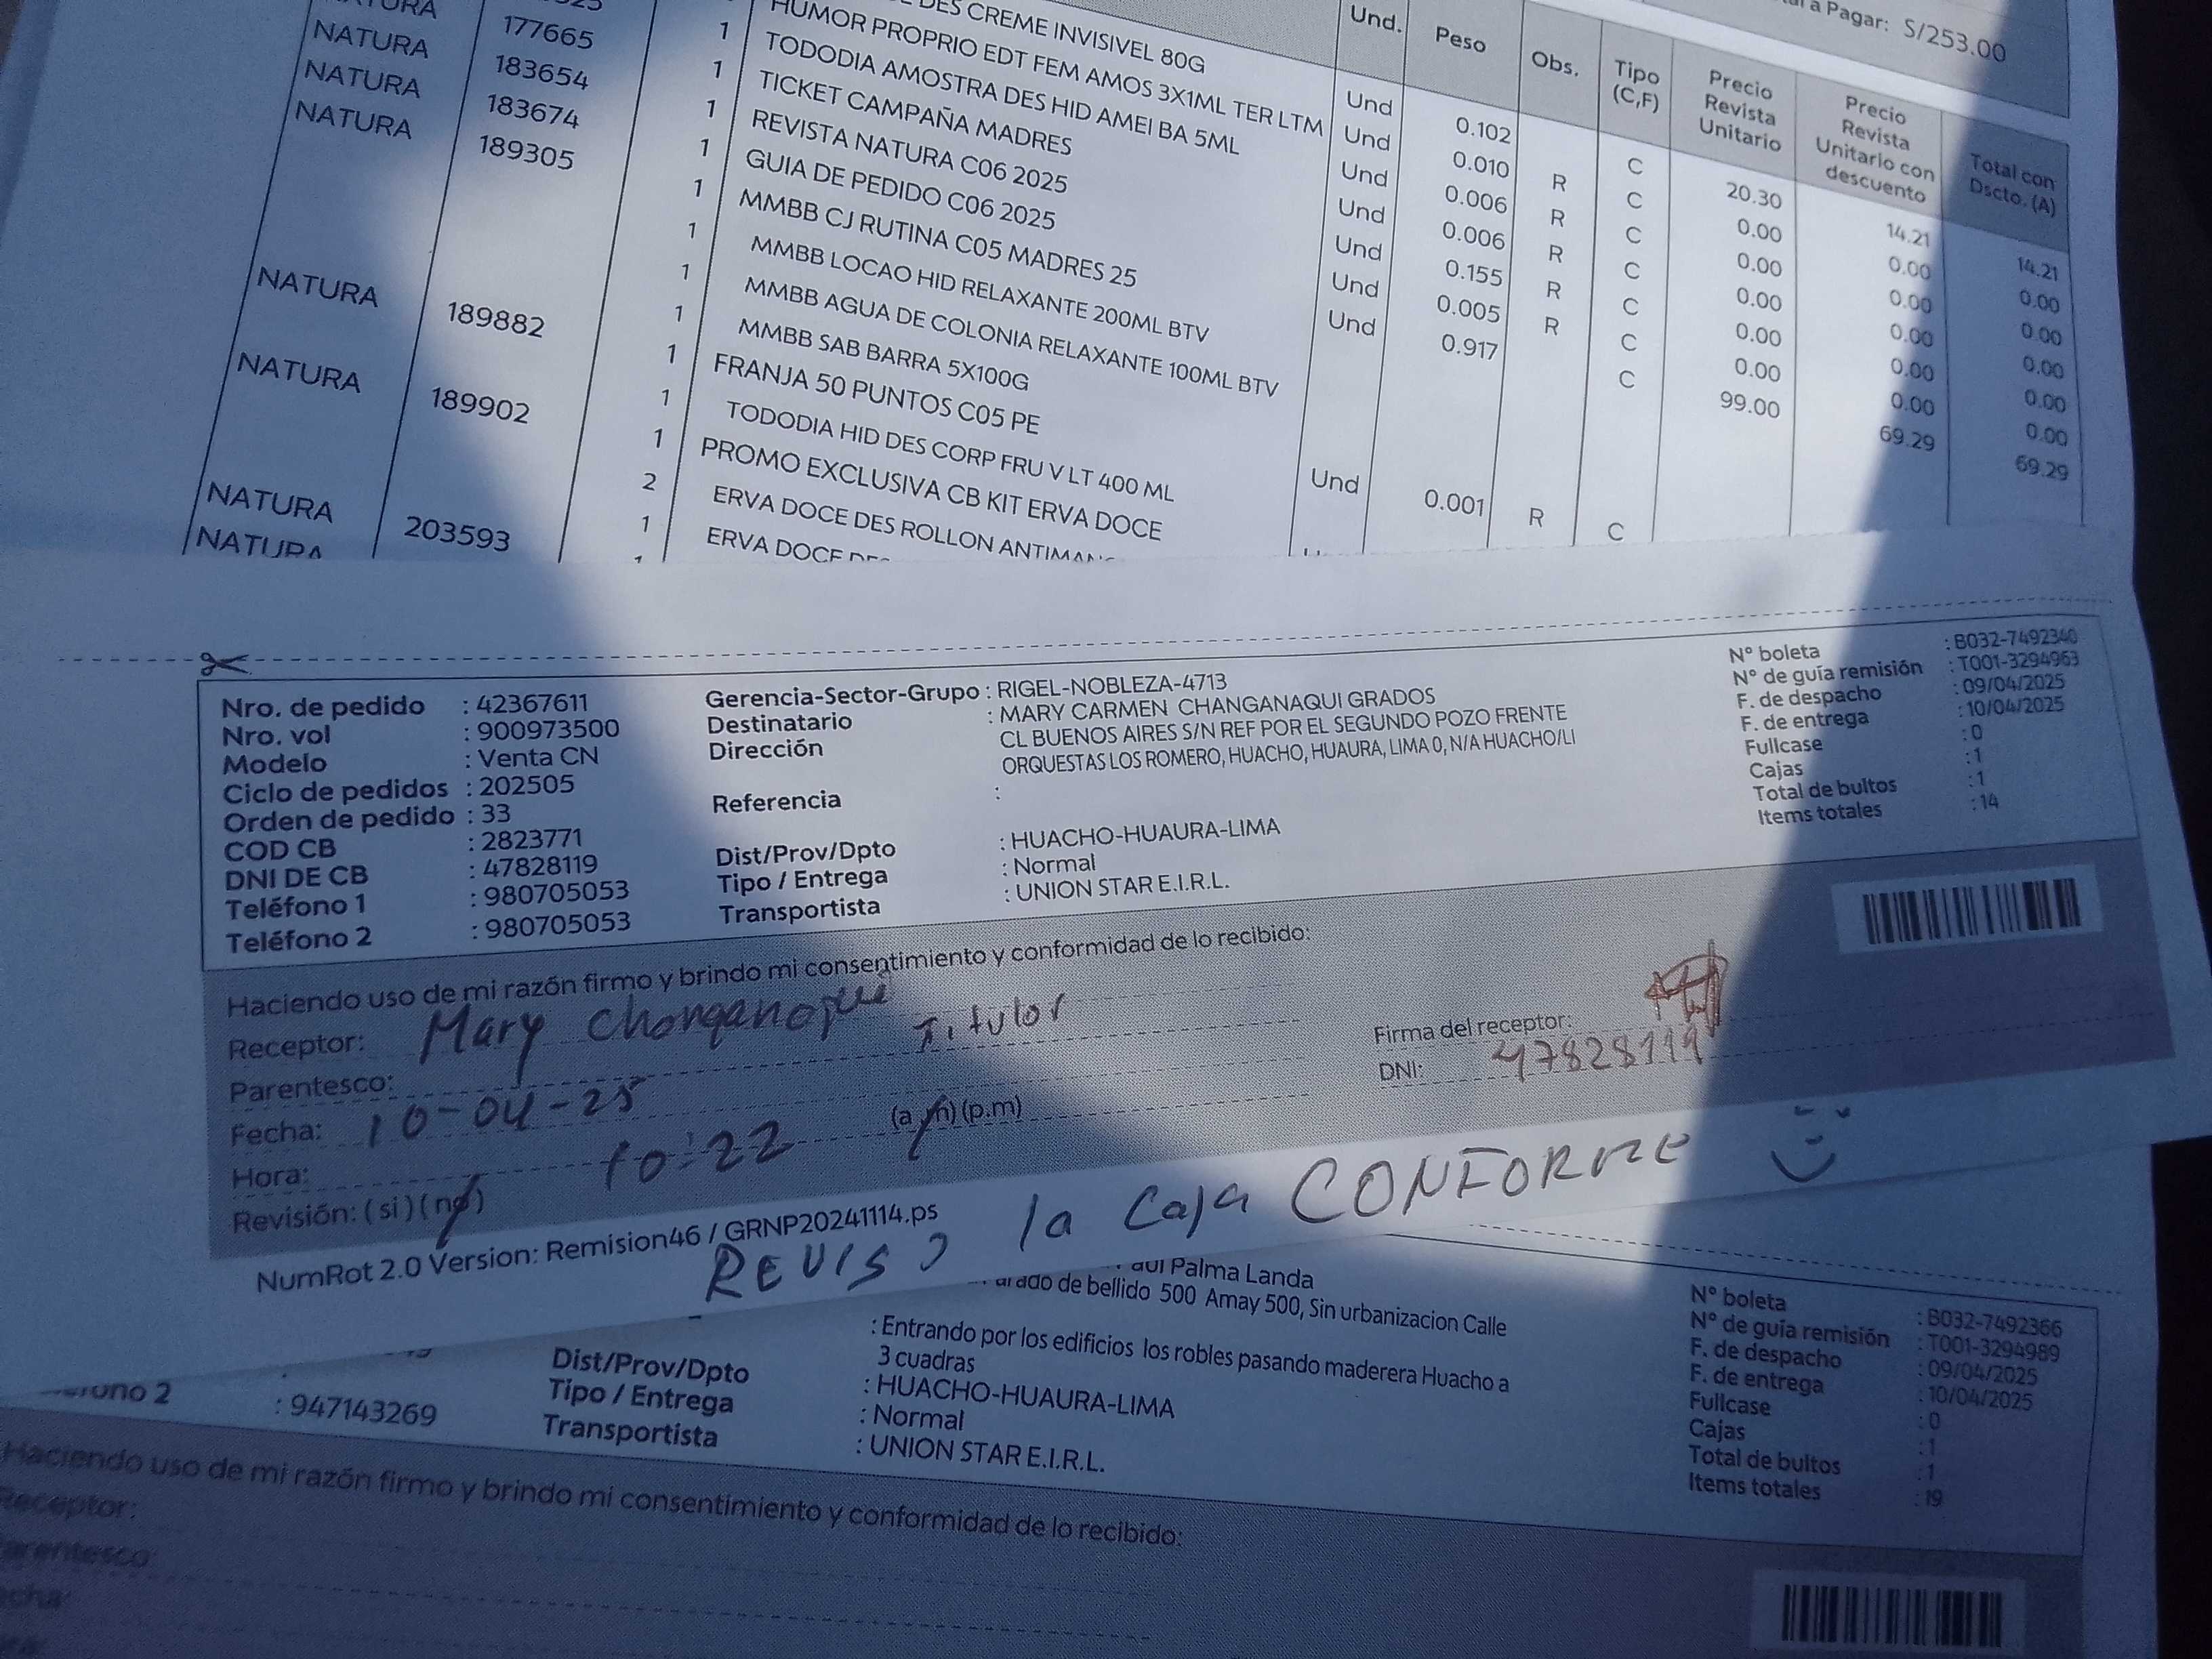 a Pagar: S/253.00
Und. Peso Obs. Tipo (C,F) Precio Revista Unitario Precio Revista Unitario con descuento Total con Dscto. (A)
NATURA 177665
NATURA 183654
NATURA 183674
NATURA 189305
NATURA 189882
NATURA 189902
NATURA 203593
NATURA
DES CREME INVISIVEL 80G
1 HUMOR PROPRIO EDT FEM AMOS 3X1ML TER LTM
1 TODODIA AMOSTRA DES HID AMEI BA 5ML
1 TICKET CAMPAÑA MADRES
1 REVISTA NATURA C06 2025
1 GUIA DE PEDIDO C06 2025
1 MMBB CJ RUTINA C05 MADRES 25
1 MMBB LOCAO HID RELAXANTE 200ML BTV
1 MMBB AGUA DE COLONIA RELAXANTE 100ML BTV
1 MMBB SAB BARRA 5X100G
1 FRANJA 50 PUNTOS C05 PE
1 TODODIA HID DES CORP FRU V LT 400 ML
2 PROMO EXCLUSIVA CB KIT ERVA DOCE
1 ERVA DOCE DES ROLLON
1 ERVA DOCE
Und 0.102 C 20.30 14.21 14.21
Und 0.010 R C 0.00 0.00 0.00
Und 0.006 R C 0.00 0.00 0.00
Und 0.006 R C 0.00 0.00 0.00
Und 0.155 R C 0.00 0.00 0.00
Und 0.005 R C 0.00 0.00 0.00
Und 0.917 C 99.00 69.29 69.29
Und 0.001 R C
Nro. de pedido : 42367611
Nro. vol : 900973500
Modelo : Venta CN
Ciclo de pedidos : 202505
Orden de pedido : 33
COD CB : 2823771
DNI DE CB : 47828119
Teléfono 1 : 980705053
Teléfono 2 : 980705053
Gerencia-Sector-Grupo : RIGEL-NOBLEZA-4713
Destinatario : MARY CARMEN CHANGANAQUI GRADOS
Dirección CL BUENOS AIRES S/N REF POR EL SEGUNDO POZO FRENTE
ORQUESTAS LOS ROMERO, HUACHO, HUAURA, LIMA 0, N/A HUACHO/LI
Referencia :
Dist/Prov/Dpto : HUACHO-HUAURA-LIMA
Tipo / Entrega : Normal
Transportista : UNION STAR E.I.R.L.
N° boleta : B032-7492340
N° de guía remisión : T001-3294963
F. de despacho : 09/04/2025
F. de entrega : 10/04/2025
Fullcase : 0
Cajas : 1
Total de bultos : 1
Items totales : 14
Haciendo uso de mi razón firmo y brindo mi consentimiento y conformidad de lo recibido:
Receptor: Mary Changanaqui
Parentesco: Titular
Fecha: 10-04-25
Hora: 10:22 (a.m) (p.m)
Revisión: (si) (no)
Firma del receptor:
DNI: 47828119
NumRot 2.0 Version: Remision46 / GRNP20241114.ps
REVISO la Caja CONFORME
Palma Landa
de bellido 500 Amay 500, Sin urbanizacion Calle
: Entrando por los edificios los robles pasando maderera Huacho a
3 cuadras
Dist/Prov/Dpto : HUACHO-HUAURA-LIMA
Tipo / Entrega : Normal
Transportista : UNION STAR E.I.R.L.
2 : 947143269
N° boleta : B032-7492366
N° de guía remisión : T001-3294989
F. de despacho : 09/04/2025
F. de entrega : 10/04/2025
Fullcase : 0
Cajas : 1
Total de bultos : 1
Items totales : 19
Haciendo uso de mi razón firmo y brindo mi consentimiento y conformidad de lo recibido:
Receptor: